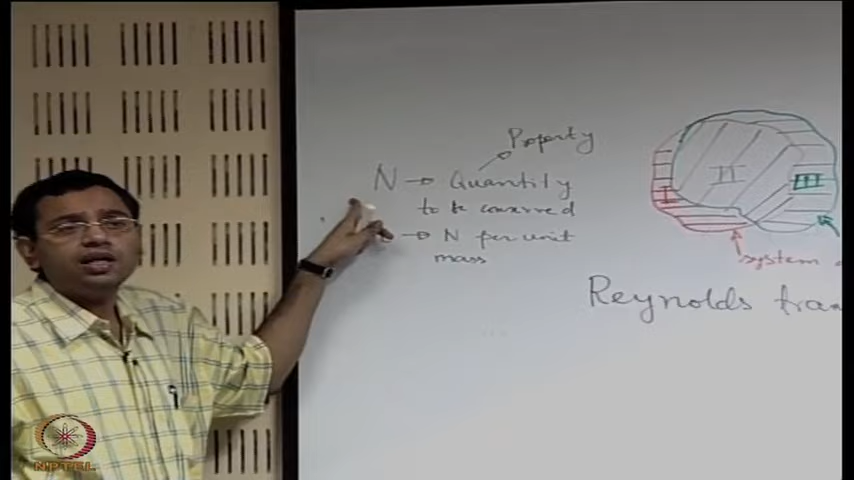 Property
N → Quantity
to be conserved
→ N per unit
mass
I
II
III
system
Reynolds tran
NPTEL